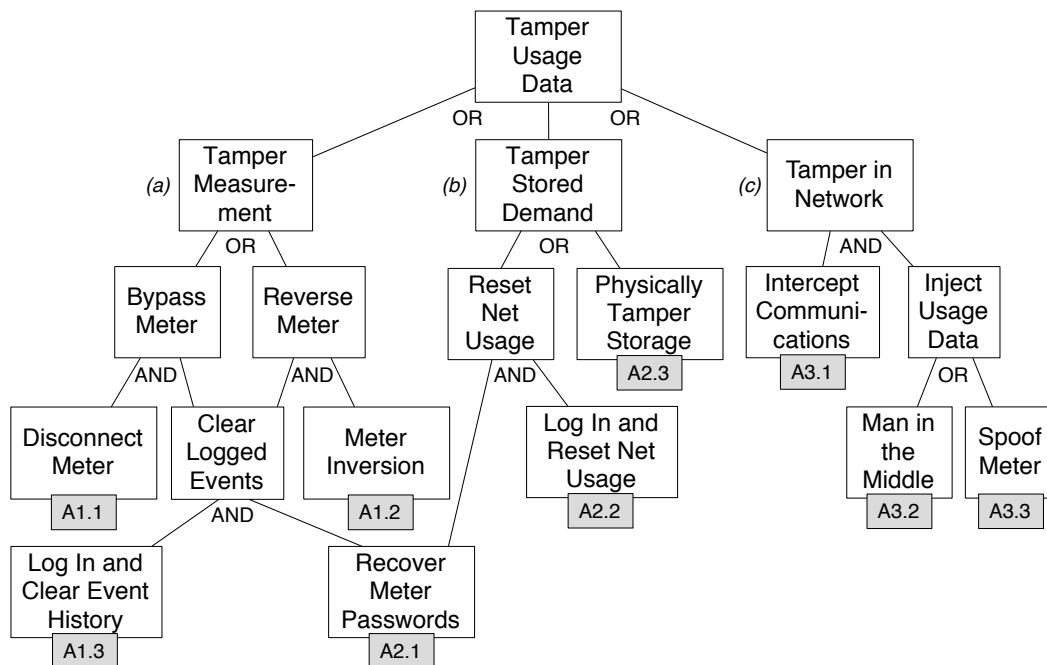 Tamper
Usage
Data
OR
OR
(a)
Tamper
Measure-
ment
(b)
Tamper
Stored
Demand
(c)
Tamper in
Network
OR
OR
AND
Bypass
Meter
Reverse
Meter
Reset
Net
Usage
Physically
Tamper
Storage
A2.3
Intercept
Communi-
cations
A3.1
Inject
Usage
Data
AND
AND
AND
OR
Disconnect
Meter
A1.1
Clear
Logged
Events
Meter
Inversion
A1.2
Log In and
Reset Net
Usage
A2.2
Man in
the
Middle
A3.2
Spoof
Meter
A3.3
AND
Log In and
Clear Event
History
A1.3
Recover
Meter
Passwords
A2.1